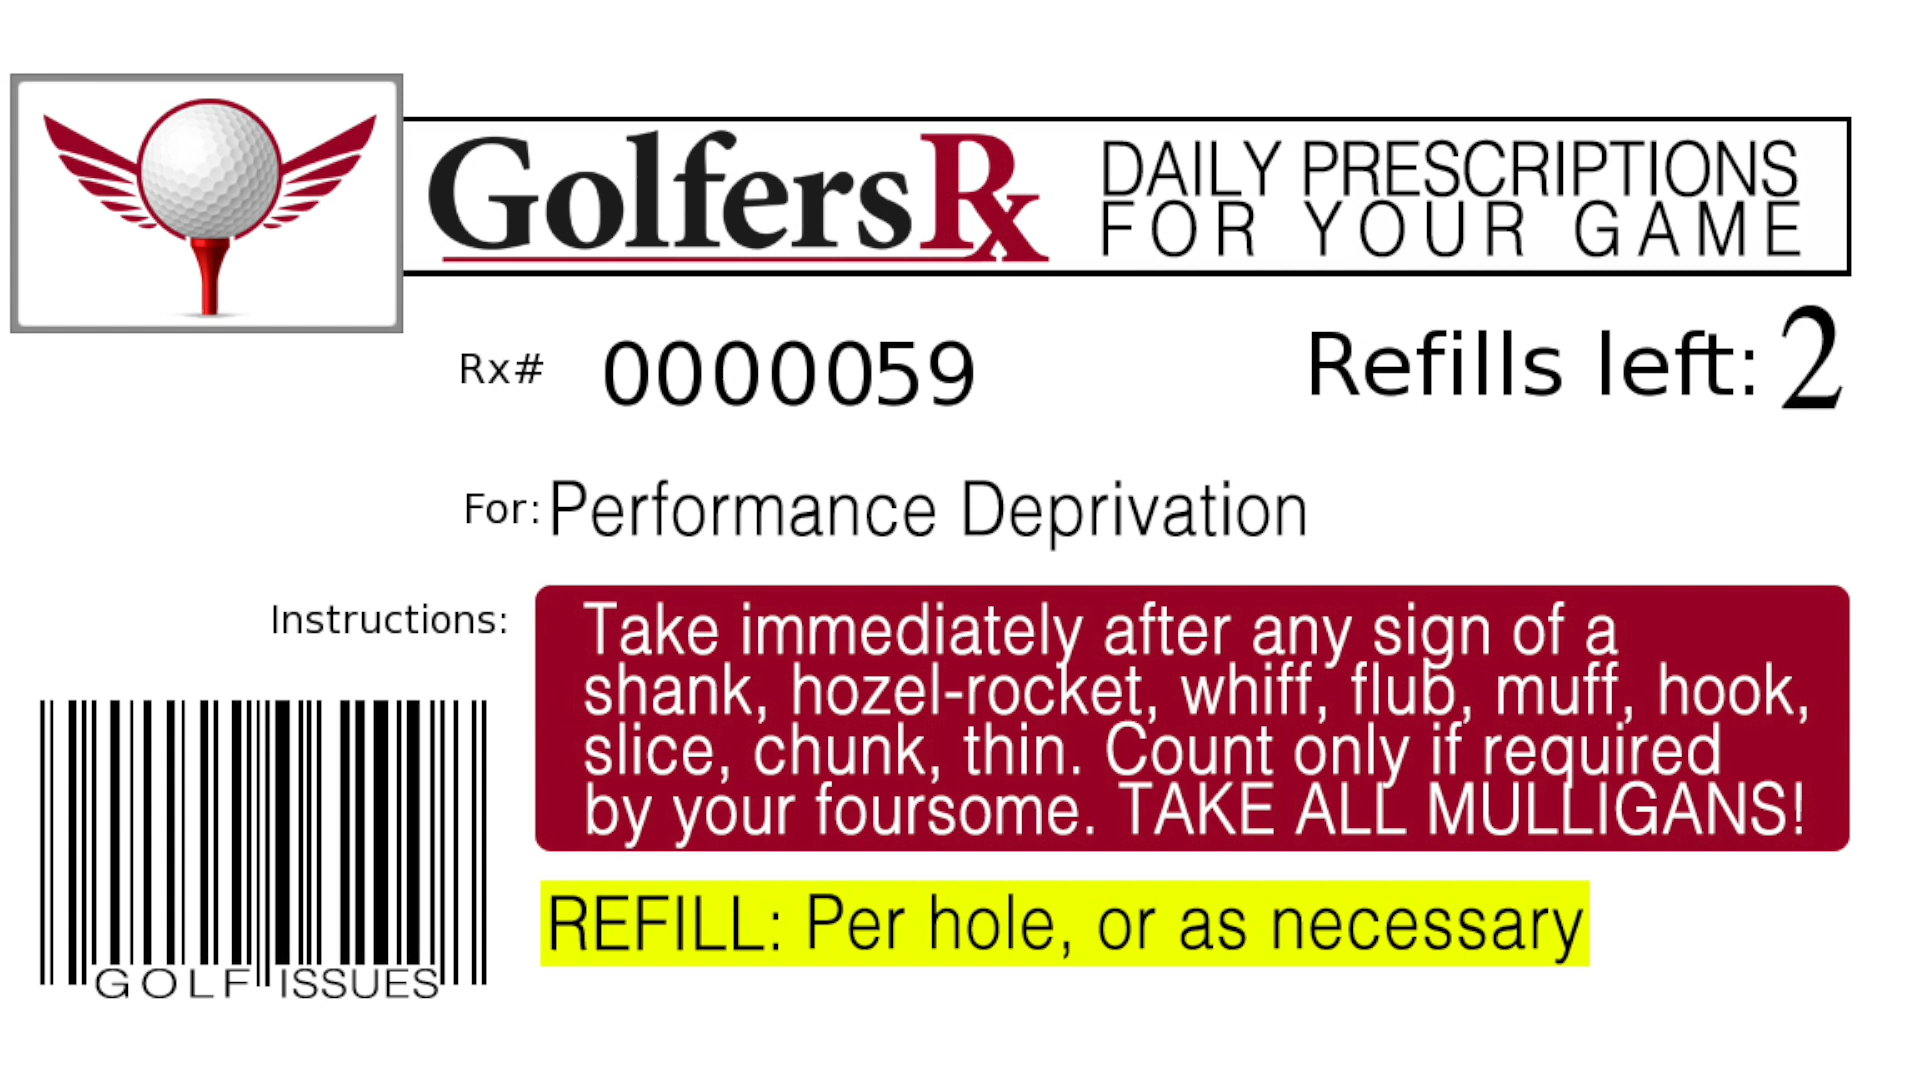 GolfersRx
DAILY PRESCRIPTIONS
FOR YOUR GAME
Rx# 0000059
Refills left: 2
For: Performance Deprivation
Instructions:
Take immediately after any sign of a
shank, hozel-rocket, whiff, flub, muff, hook,
slice, chunk, thin. Count only if required
by your foursome. TAKE ALL MULLIGANS!
REFILL: Per hole, or as necessary
GOLF ISSUES